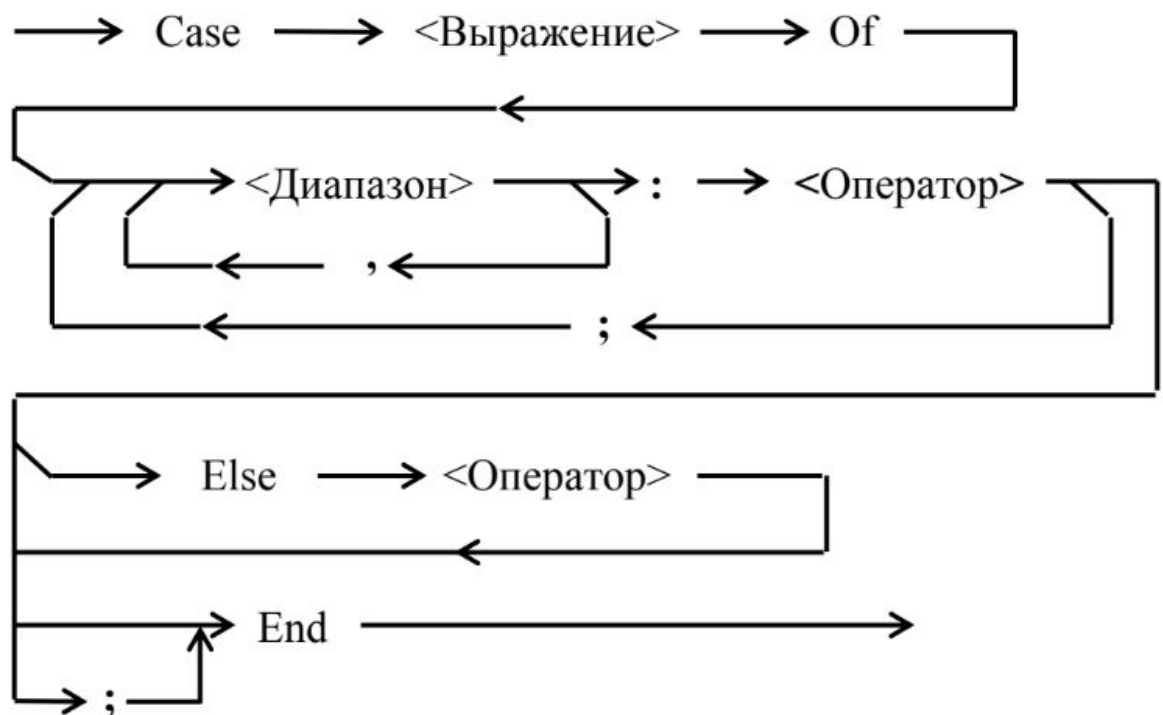 Case <Выражение> Of
<Диапазон> : <Оператор>
,
;
Else <Оператор>
End
;